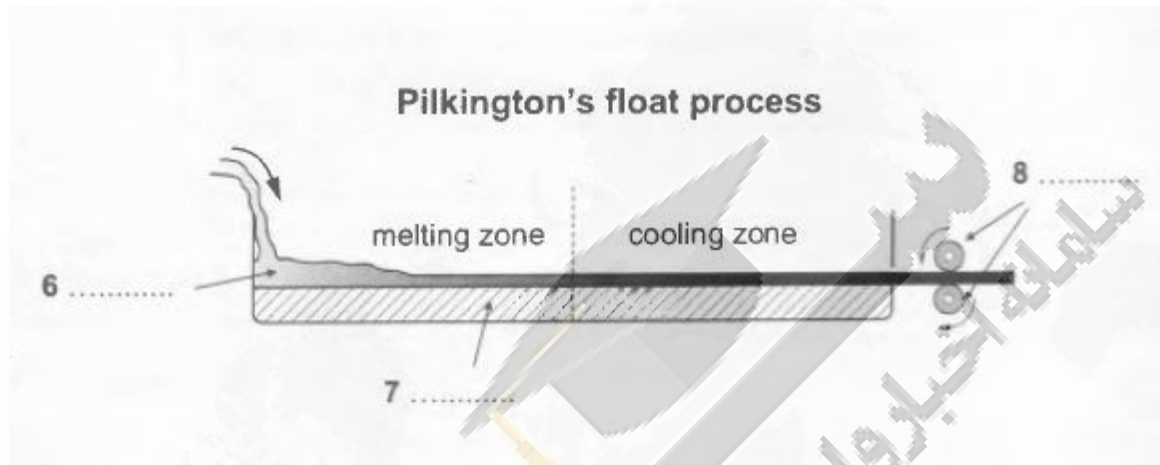 Pilkington's float process
8 ..................
melting zone
cooling zone
6 ..................
7 ..................